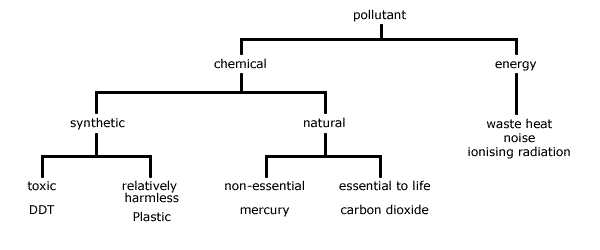 pollutant
chemical
energy
synthetic
natural
waste heat
noise
ionising radiation
toxic
relatively
harmless
non-essential
essential to life
DDT
Plastic
mercury
carbon dioxide